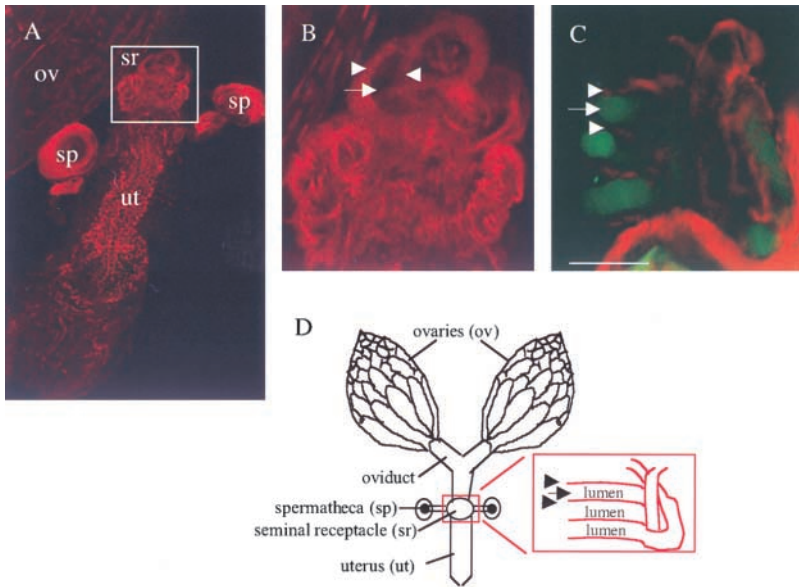 A
ov
sr
sp
sp
ut
B
C
D
ovaries (ov)
oviduct
spermatheca (sp)
seminal receptacle (sr)
uterus (ut)
lumen
lumen
lumen